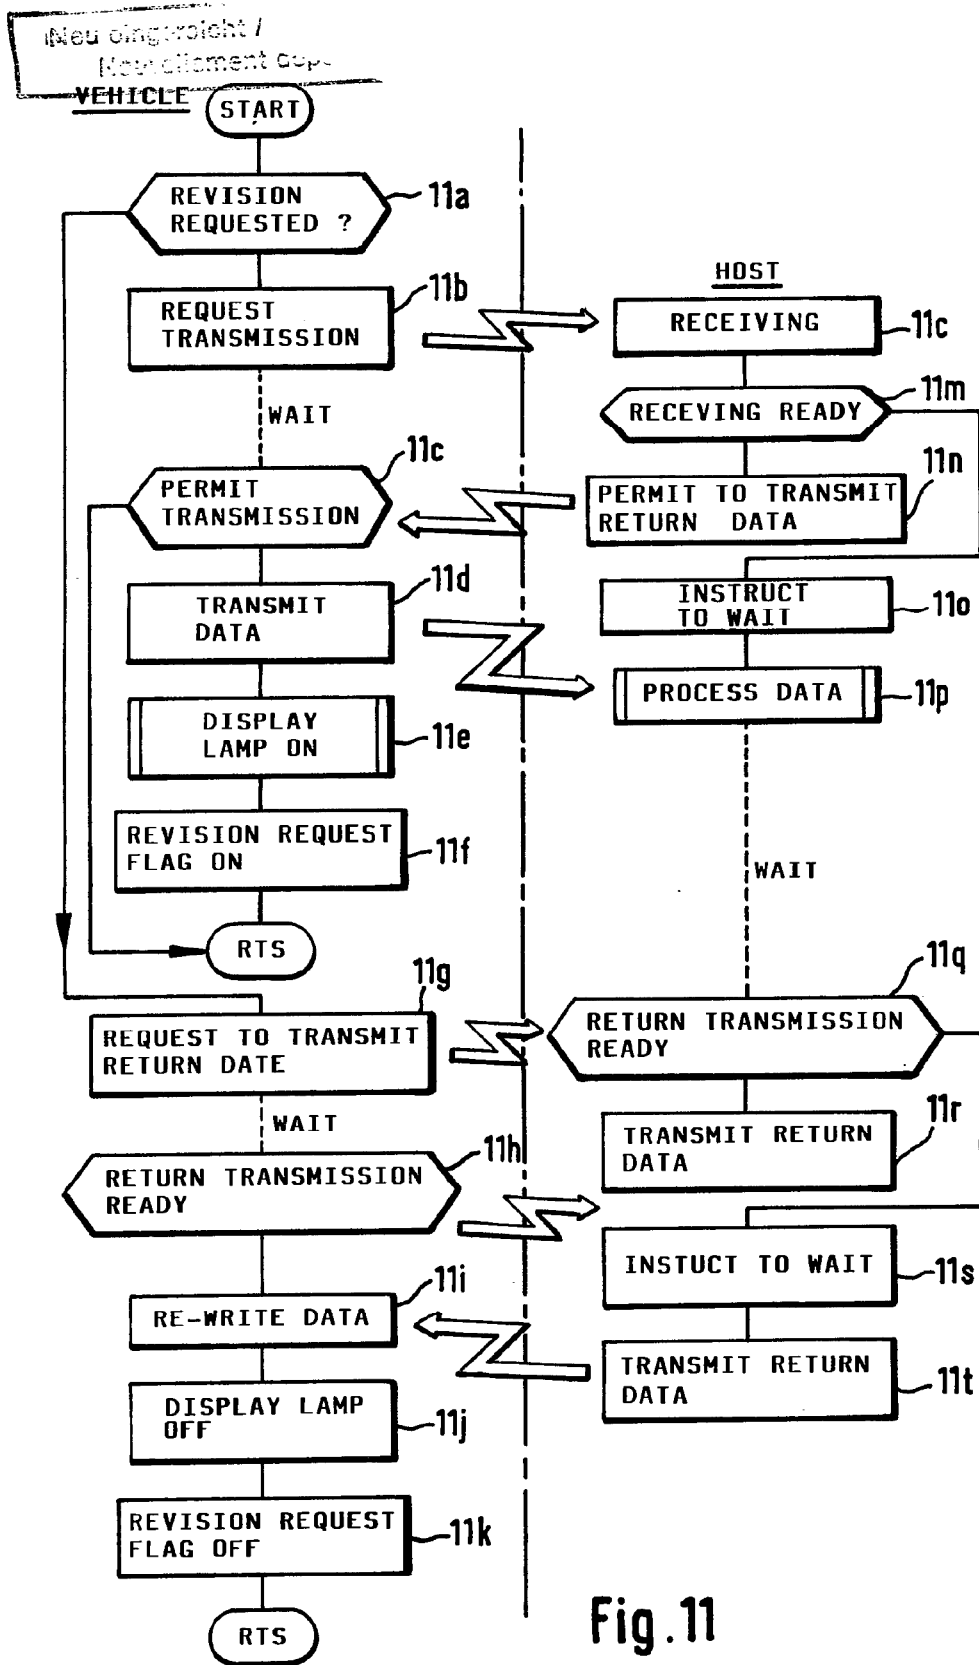 Neu eingereicht /
Nouvellement
VEHICLE
START
REVISION
REQUESTED ?
11a
REQUEST
TRANSMISSION
11b
WAIT
PERMIT
TRANSMISSION
11c
TRANSMIT
DATA
11d
DISPLAY
LAMP ON
11e
REVISION REQUEST
FLAG ON
11f
RTS
REQUEST TO TRANSMIT
RETURN DATE
11g
WAIT
RETURN TRANSMISSION
READY
11h
RE-WRITE DATA
11i
DISPLAY LAMP
OFF
11j
REVISION REQUEST
FLAG OFF
11k
RTS
HOST
RECEIVING
11c
RECEVING READY
11m
PERMIT TO TRANSMIT
RETURN DATA
11n
INSTRUCT
TO WAIT
11o
PROCESS DATA
11p
WAIT
RETURN TRANSMISSION
READY
11q
TRANSMIT RETURN
DATA
11r
INSTUCT TO WAIT
11s
TRANSMIT RETURN
DATA
11t
Fig.11